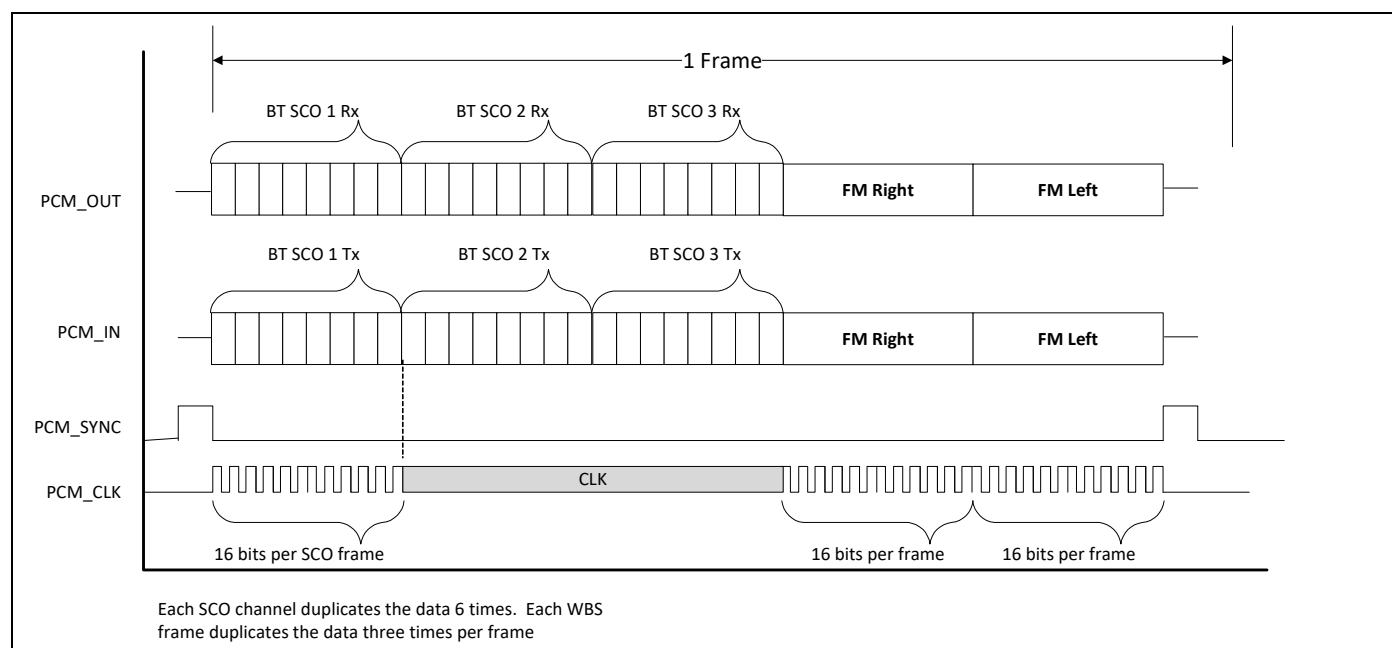 1 Frame
BT SCO 1 Rx
BT SCO 2 Rx
BT SCO 3 Rx
PCM_OUT
FM Right
FM Left
BT SCO 1 Tx
BT SCO 2 Tx
BT SCO 3 Tx
PCM_IN
FM Right
FM Left
PCM_SYNC
PCM_CLK
CLK
16 bits per SCO frame
16 bits per frame
16 bits per frame
Each SCO channel duplicates the data 6 times.  Each WBS
frame duplicates the data three times per frame